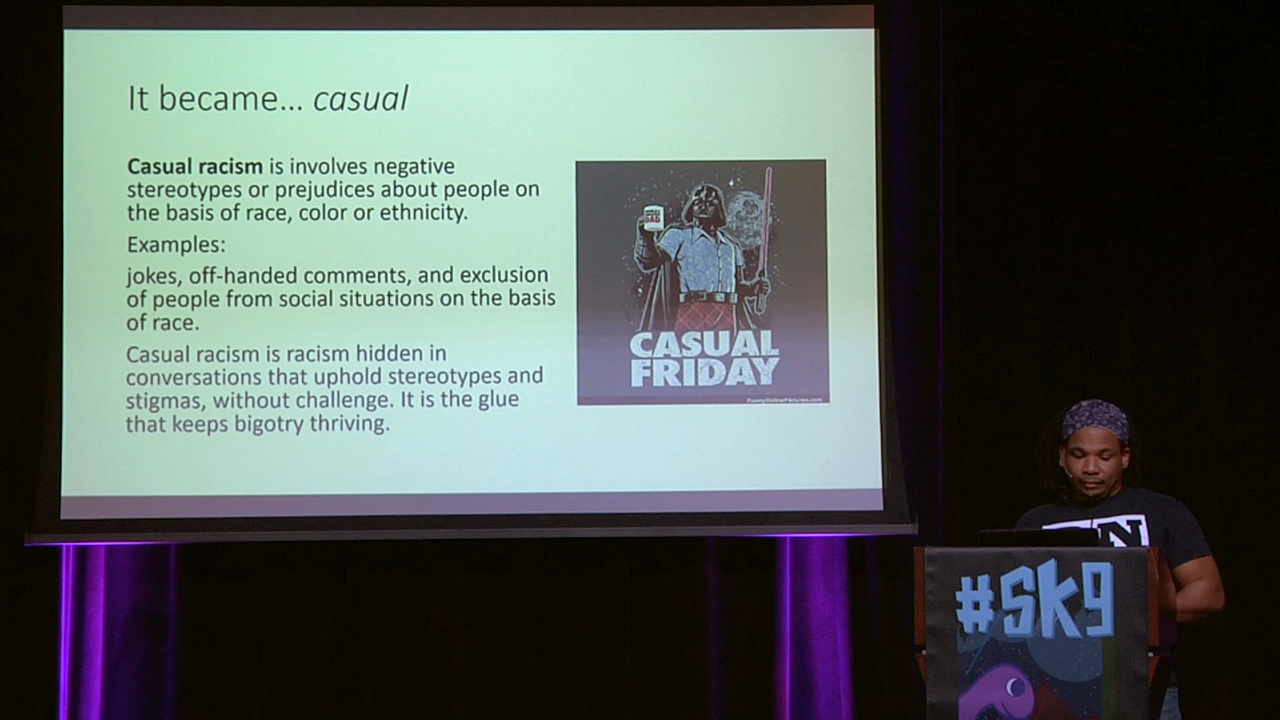 It became... casual
Casual racism is involves negative
stereotypes or prejudices about people on
the basis of race, color or ethnicity.
Examples:
jokes, off-handed comments, and exclusion
of people from social situations on the basis
of race.
Casual racism is racism hidden in
conversations that uphold stereotypes and
stigmas, without challenge. It is the glue
that keeps bigotry thriving.
DAD
CASUAL
FRIDAY
FunnyOnlinePictures.com
N
#SK9